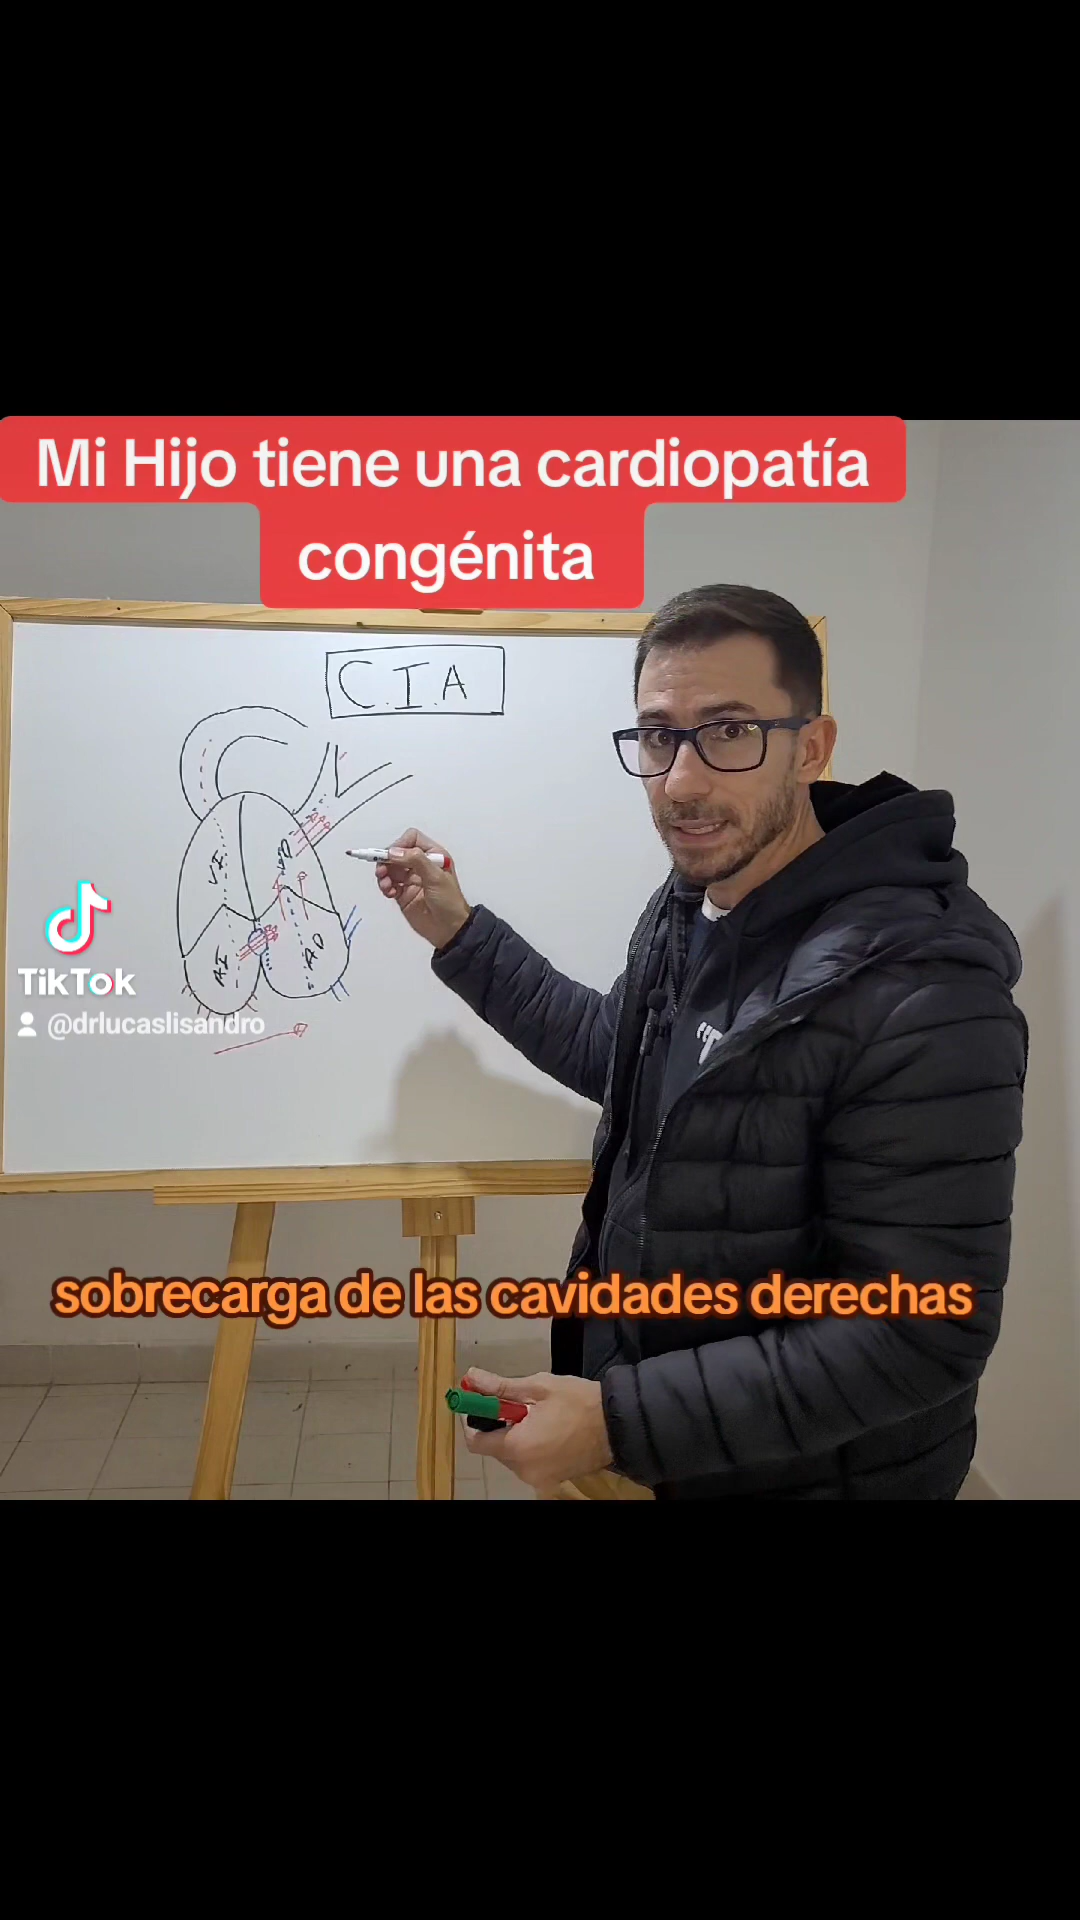 Mi Hijo tiene una cardiopatía
congénita
C.I.A
VI
VD
AI
AD
TikTok
@drlucaslisandro
sobrecarga de las cavidades derechas